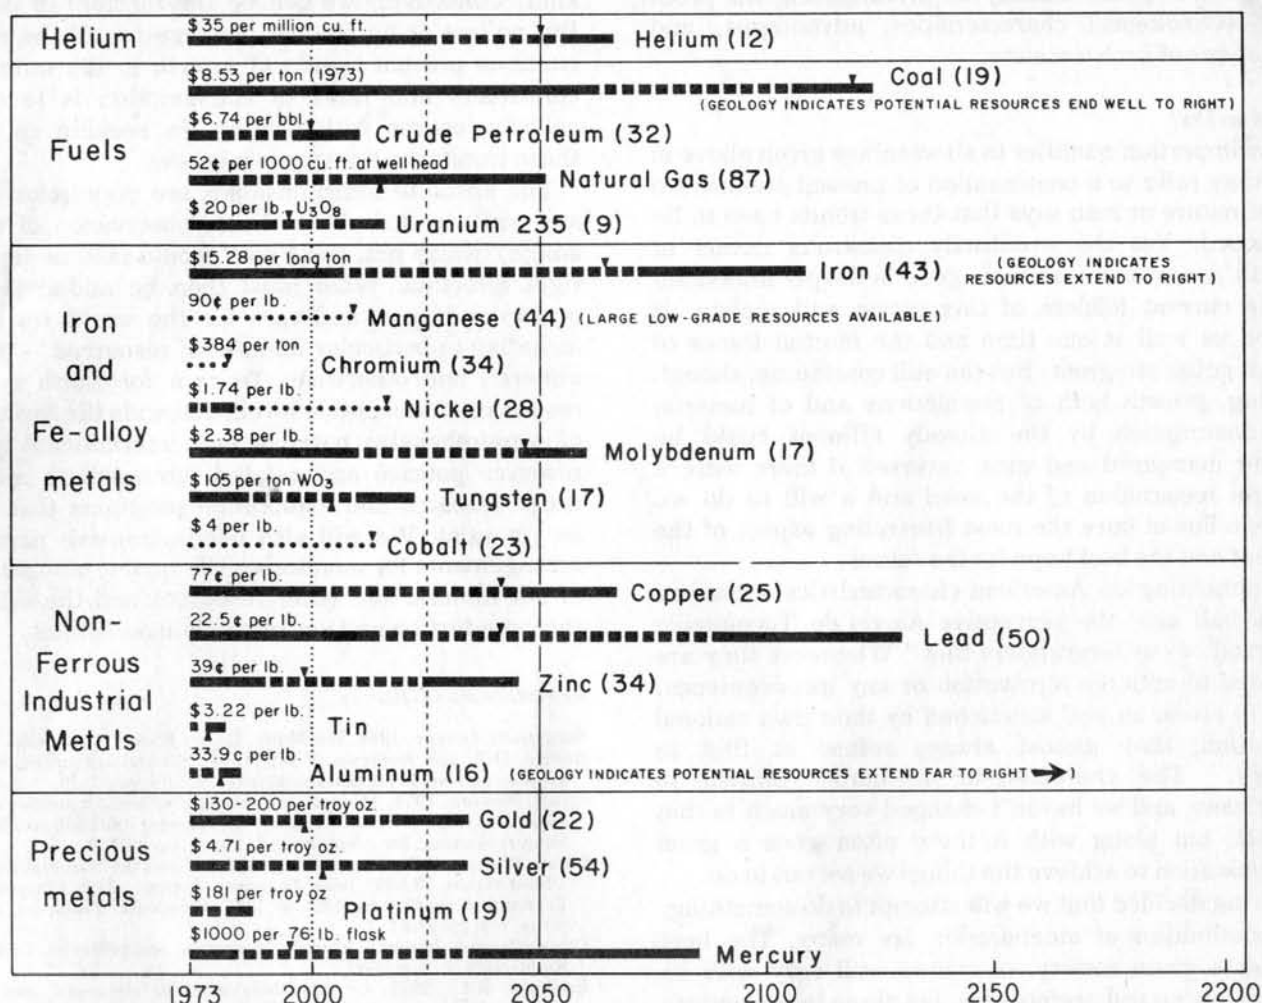 Helium
$35 per million cu. ft.
Helium (12)
Fuels
$8.53 per ton (1973)
Coal (19)
(GEOLOGY INDICATES POTENTIAL RESOURCES END WELL TO RIGHT)
$6.74 per bbl.
Crude Petroleum (32)
52¢ per 1000 cu. ft. at wellhead
Natural Gas (87)
$20 per lb. U3O8
Uranium 235 (9)
Iron
and
Fe-alloy
metals
$15.28 per long ton
Iron (43)
(GEOLOGY INDICATES
RESOURCES EXTEND TO RIGHT)
90¢ per lb.
Manganese (44) (LARGE LOW-GRADE RESOURCES AVAILABLE)
$384 per ton
Chromium (34)
$1.74 per lb.
Nickel (28)
$2.38 per lb.
Molybdenum (17)
$105 per ton WO3
Tungsten (17)
$4 per lb.
Cobalt (23)
Non-
Ferrous
Industrial
Metals
77¢ per lb.
Copper (25)
22.5¢ per lb.
Lead (50)
39¢ per lb.
Zinc (34)
$3.22 per lb.
Tin
33.9¢ per lb.
Aluminum (16) (GEOLOGY INDICATES POTENTIAL RESOURCES EXTEND FAR TO RIGHT →)
Precious
metals
$130-200 per troy oz.
Gold (22)
$4.71 per troy oz.
Silver (54)
$181 per troy oz
Platinum (19)
$1000 per 76 lb. flask
Mercury
1973 2000 2050 2100 2150 2200